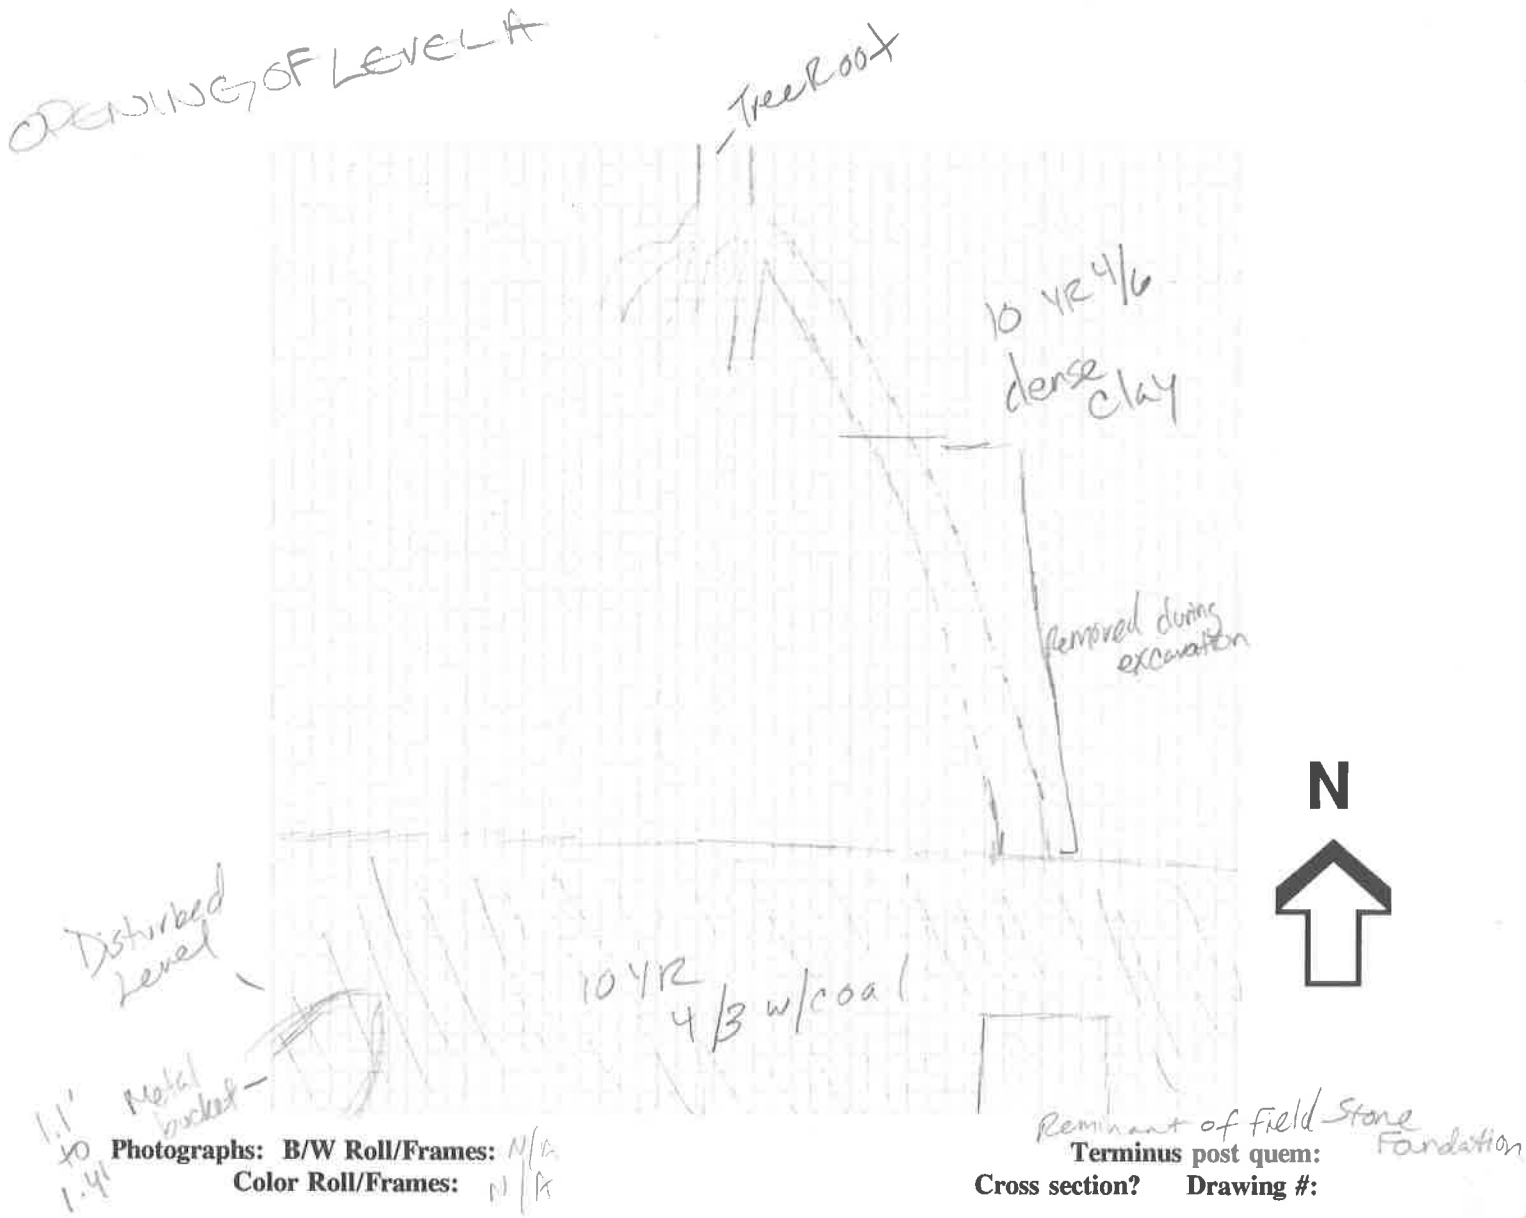 OPENING OF LEVEL A
Tree Root
10 YR 4/6
dense
clay
Removed during
excavation
N
Disturbed
Level
10 YR
4/3 w/coal
Metal
bucket
1.1'
to
1.4'
Reminant of Field Stone
Foundation
Photographs: B/W Roll/Frames: N/A
Color Roll/Frames: N/A
Terminus post quem:
Cross section? Drawing #: